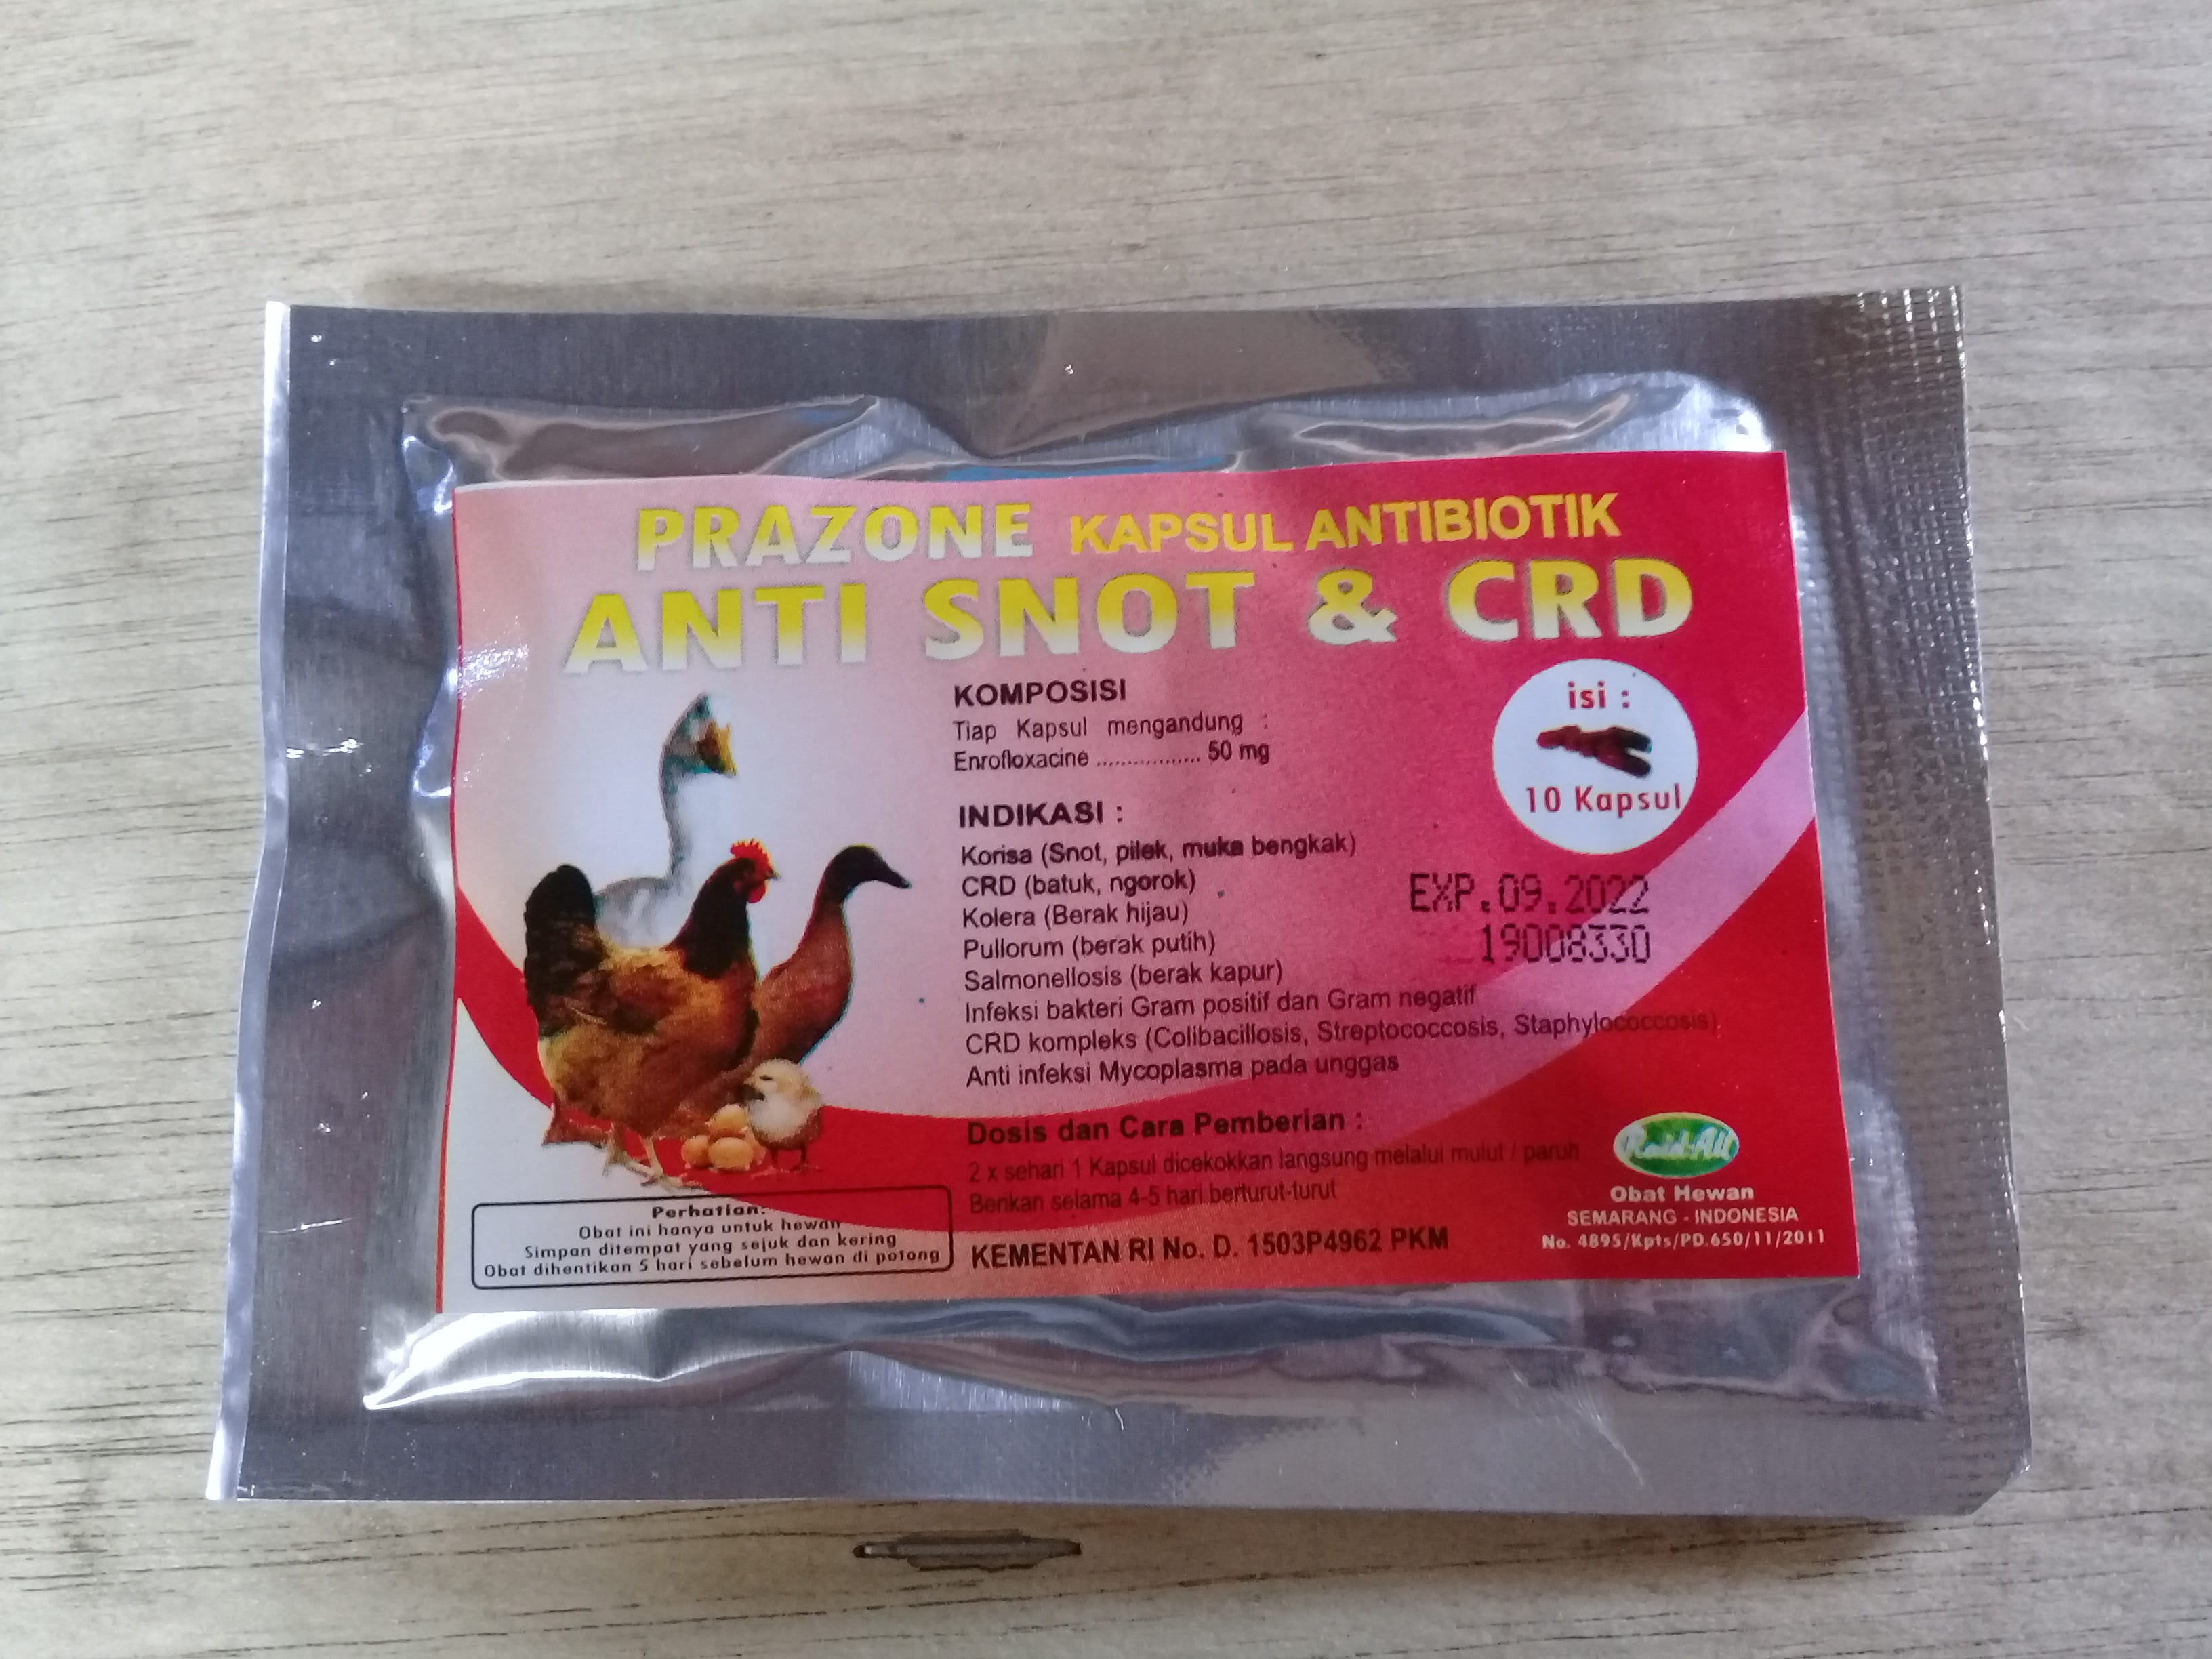 PRAZONE KAPSUL ANTIBIOTIK
ANTI SNOT & CRD
KOMPOSISI
Tiap Kapsul mengandung :
Enrofloxacine .................. 50 mg
isi :
10 Kapsul
INDIKASI :
Korisa (Snot, pilek, muka bengkak)
CRD (batuk, ngorok)
Kolera (Berak hijau)
Pullorum (berak putih)
Salmonellosis (berak kapur)
Infeksi bakteri Gram positif dan Gram negatif
CRD kompleks (Colibacillosis, Streptococcosis, Staphylococcosis)
Anti infeksi Mycoplasma pada unggas
EXP.09.2022
19008330
Dosis dan Cara Pemberian :
2 x sehari 1 Kapsul dicekokkan langsung melalui mulut / paruh
Berikan selama 4-5 hari berturut-turut
KEMENTAN RI No. D. 1503P4962 PKM
Perhatian:
Obat ini hanya untuk hewan
Simpan ditempat yang sejuk dan kering
Obat dihentikan 5 hari sebelum hewan di potong
Obat Hewan
SEMARANG - INDONESIA
No. 4895/Kpts/PD.650/11/2011